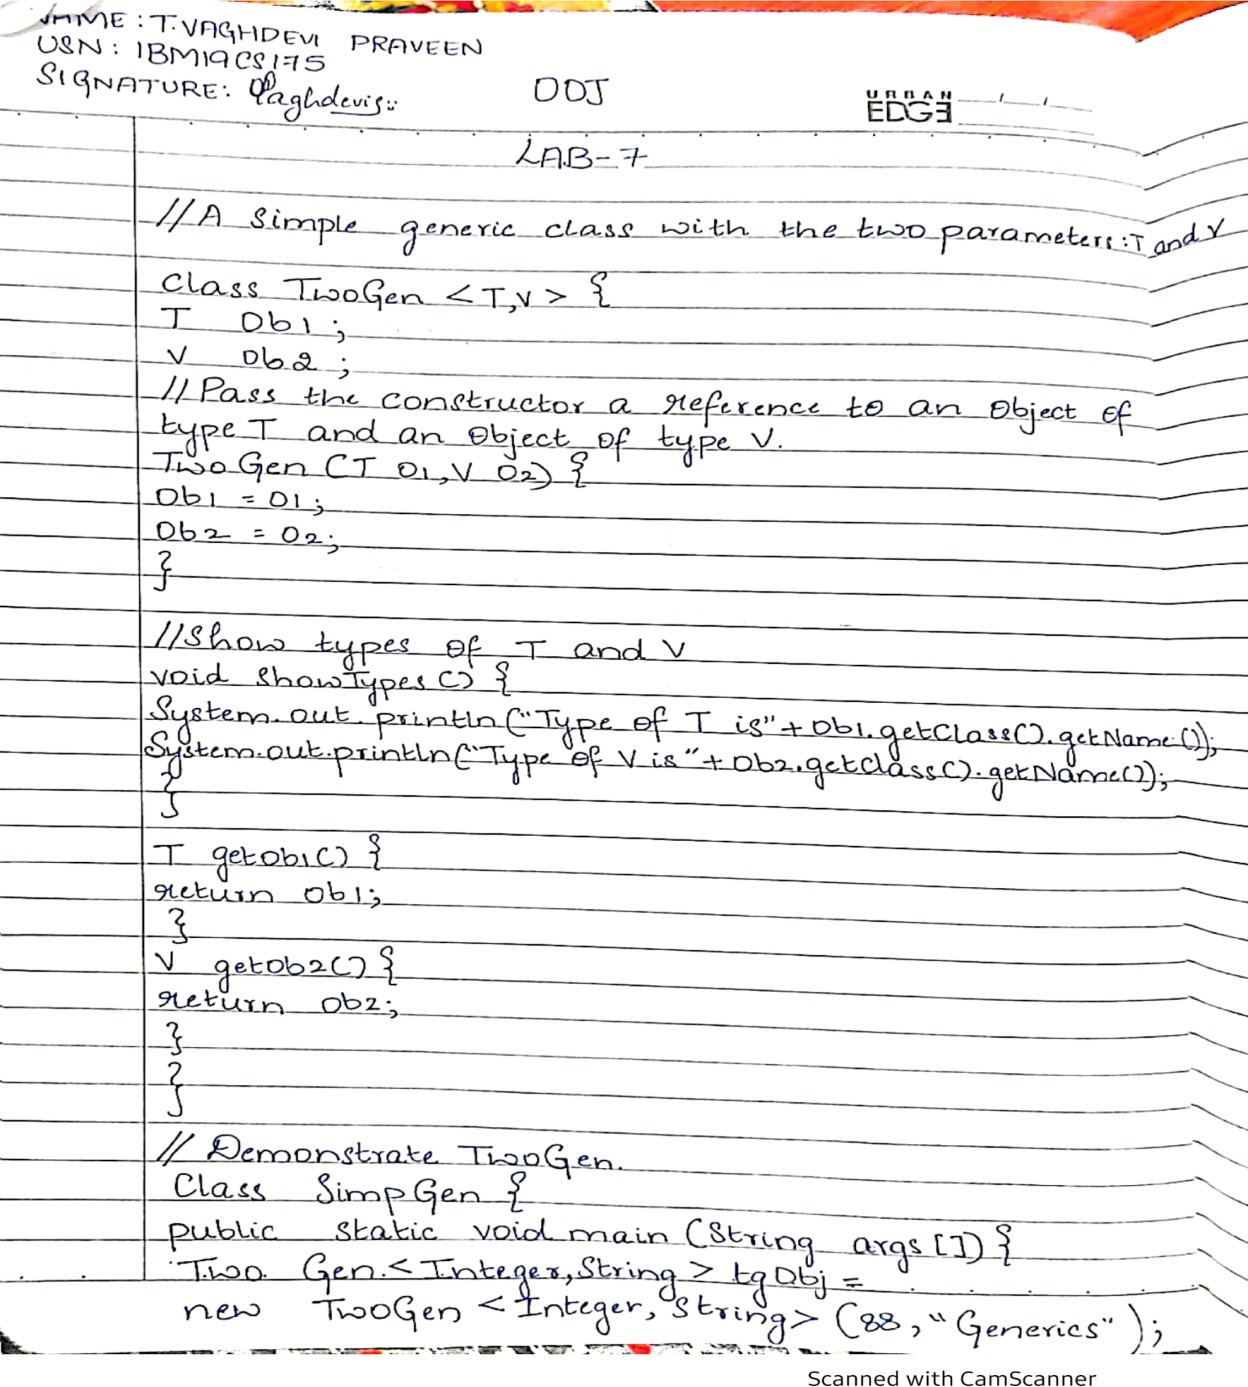 NAME : T.VAGHDEVI PRAVEEN
USN : 1BM19CS175
SIGNATURE: Vaghdevi
OOJ
URBAN
EDGE
LAB-7
//A Simple generic class with the two parameters:T and V
Class TwoGen <T,V> {
T Ob1 ;
V Ob2 ;
//Pass the constructor a reference to an Object of
type T and an Object of type V.
TwoGen (T O1,V O2) {
Ob1 = O1;
Ob2 = O2;
}
//Show types of T and V
void ShowTypes () {
System.out.println("Type of T is"+Ob1.getClass().getName());
System.out.println("Type of V is"+Ob2.getclass().getName());
}
T getOb1() {
return Ob1;
}
V getOb2() {
return Ob2;
}
}
// Demonstrate TwoGen.
Class SimpGen {
public static void main (String args []) {
Two Gen <Integer,String> tgObj =
new TwoGen <Integer, String> (88, "Generics" );
Scanned with CamScanner